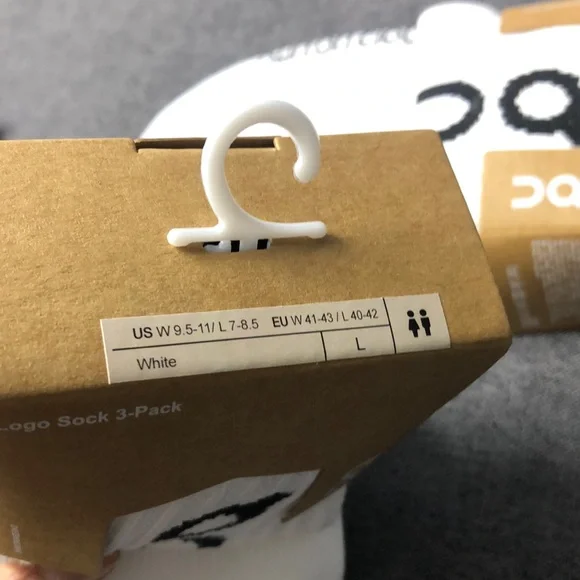 US W 9.5-11/ L 7-8.5 EU W 41-43 / L 40-42
White
L
Logo Sock 3-Pack